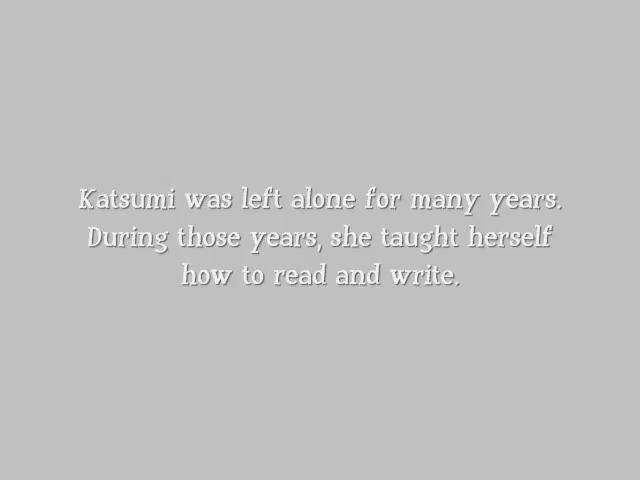 Katsumi was left alone for many years.
During those years, she taught herself
how to read and write.